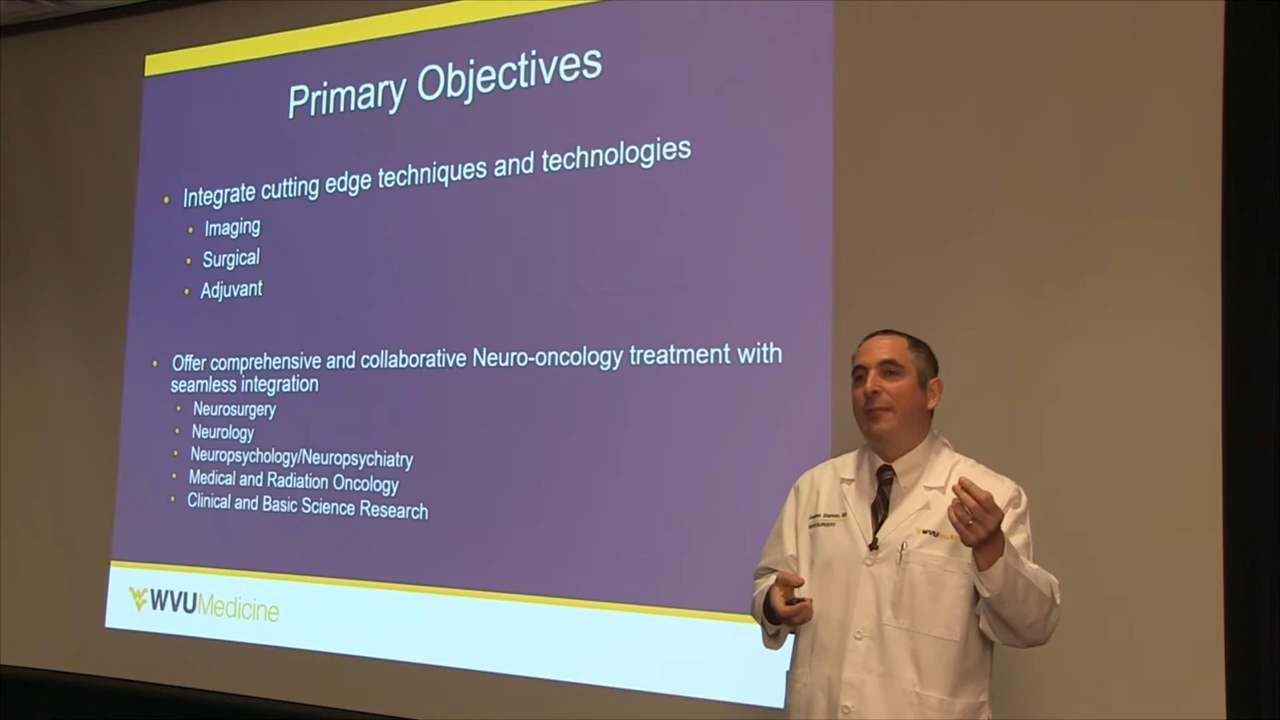 Primary Objectives
Integrate cutting edge techniques and technologies
Imaging
Surgical
Adjuvant
Offer comprehensive and collaborative Neuro-oncology treatment with
seamless integration
Neurosurgery
Neurology
Neuropsychology/Neuropsychiatry
Medical and Radiation Oncology
Clinical and Basic Science Research
WVUMedicine